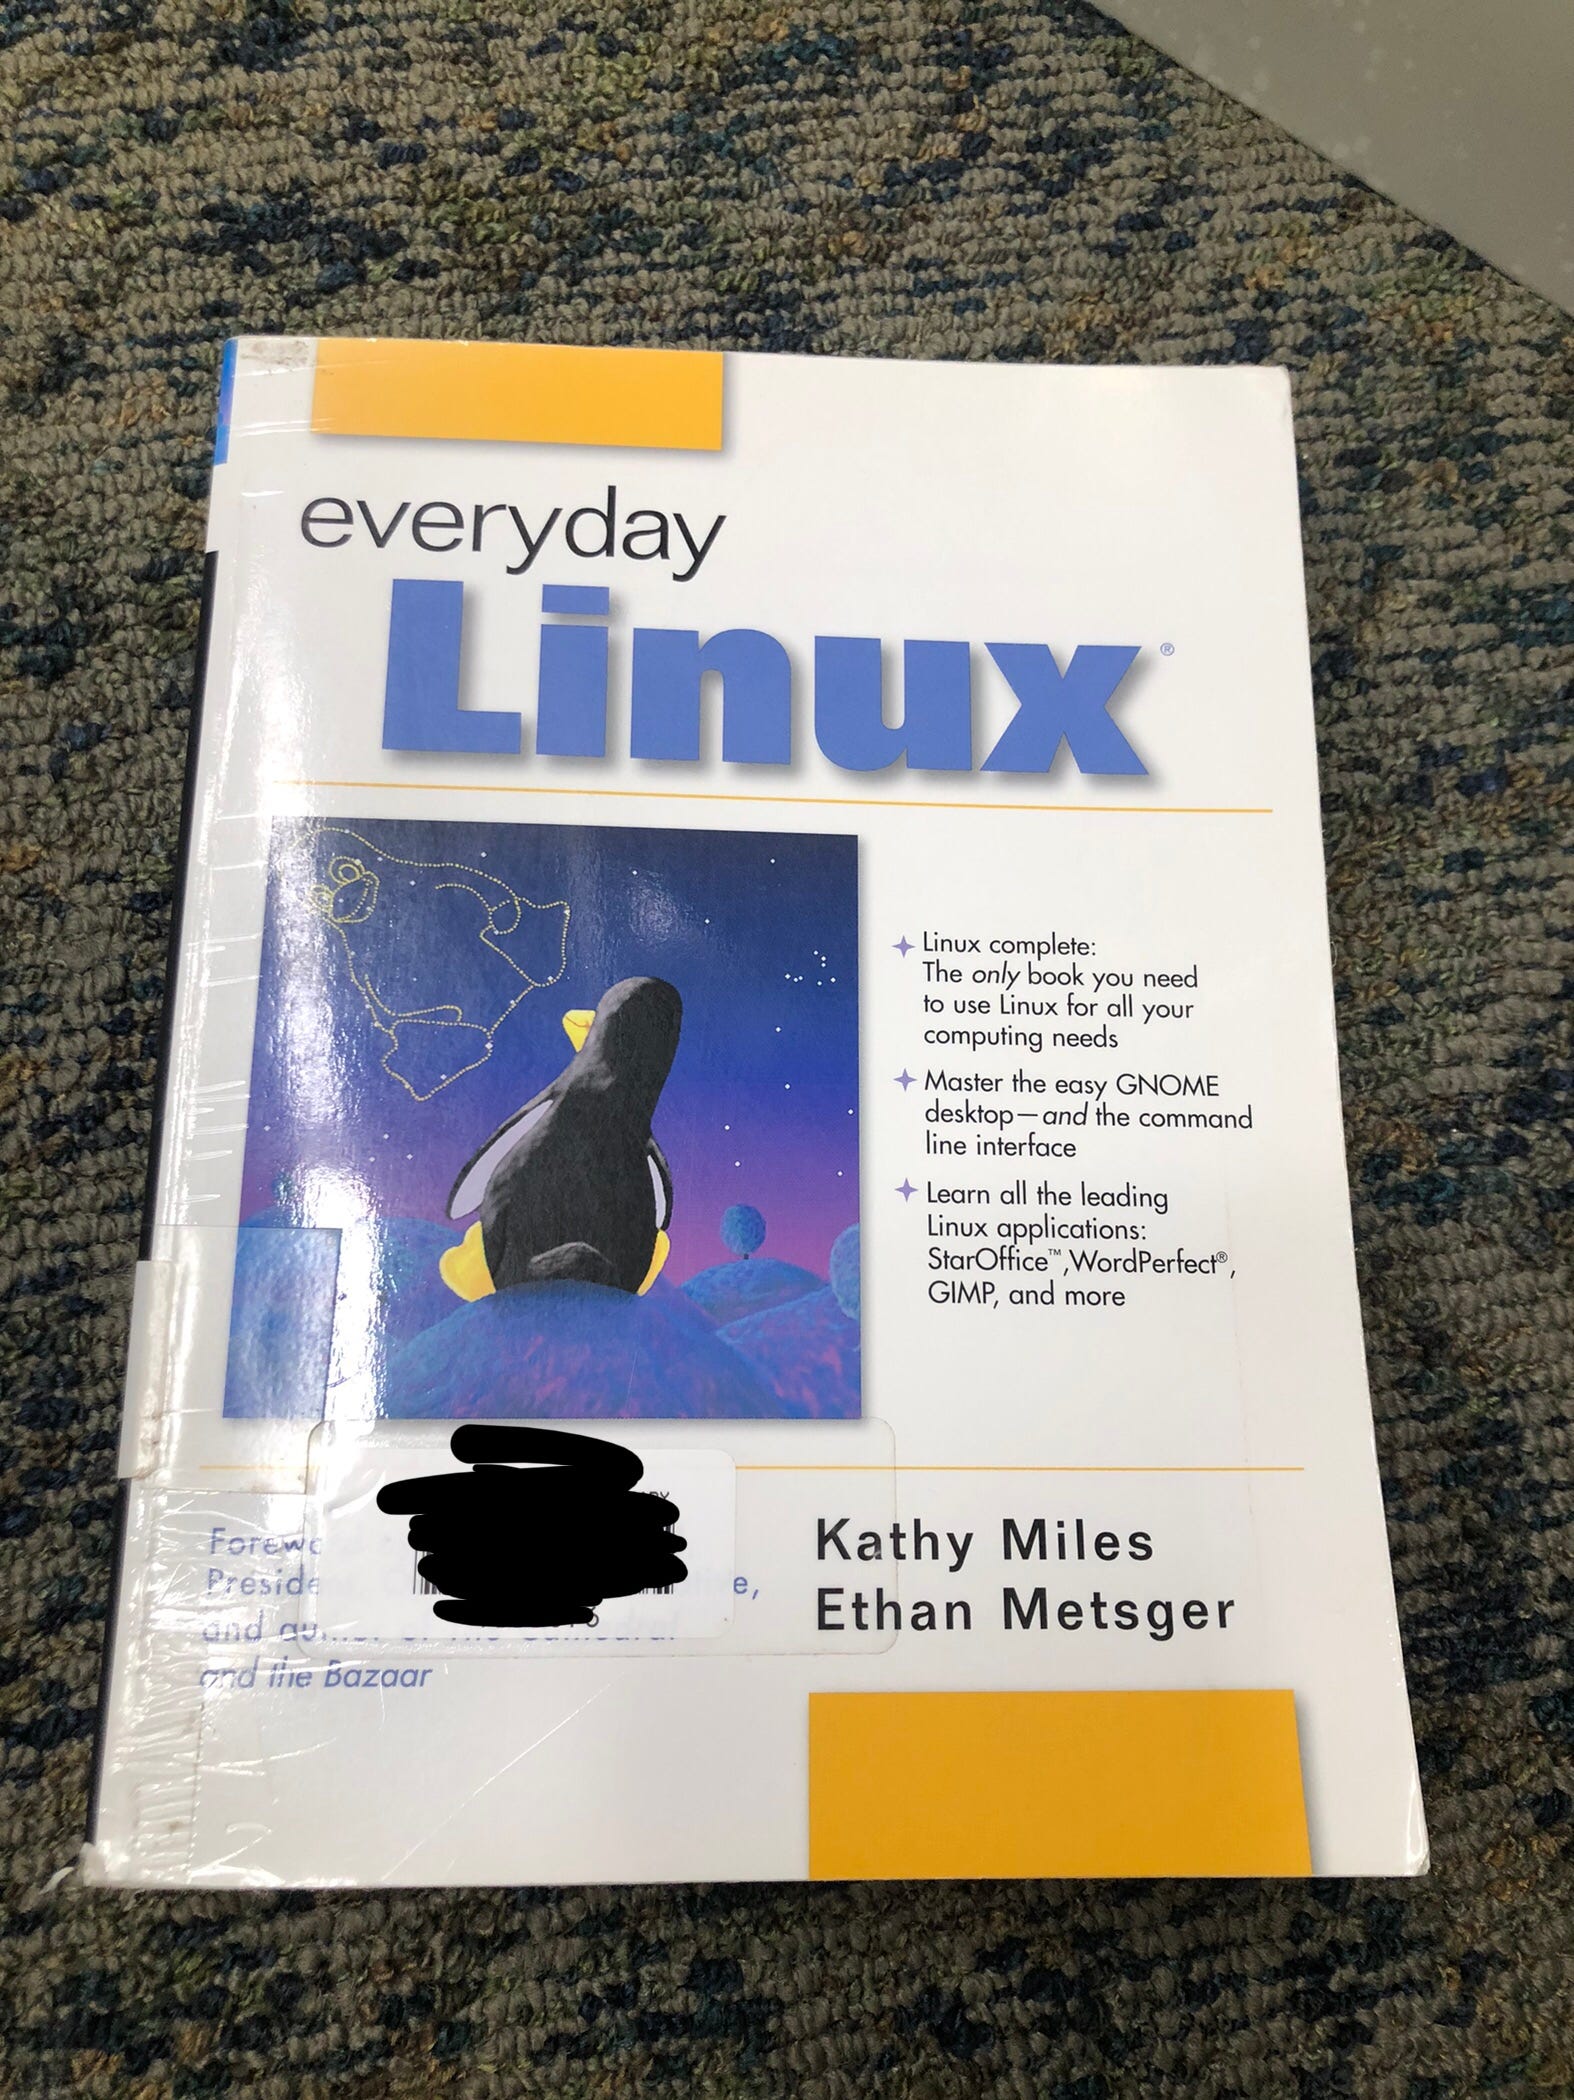 everyday
Linux®
Linux complete:
The only book you need
to use Linux for all your
computing needs
Master the easy GNOME
desktop—and the command
line interface
Learn all the leading
Linux applications:
StarOffice™, WordPerfect®,
GIMP, and more
Kathy Miles
Ethan Metsger
and
and the Bazaar